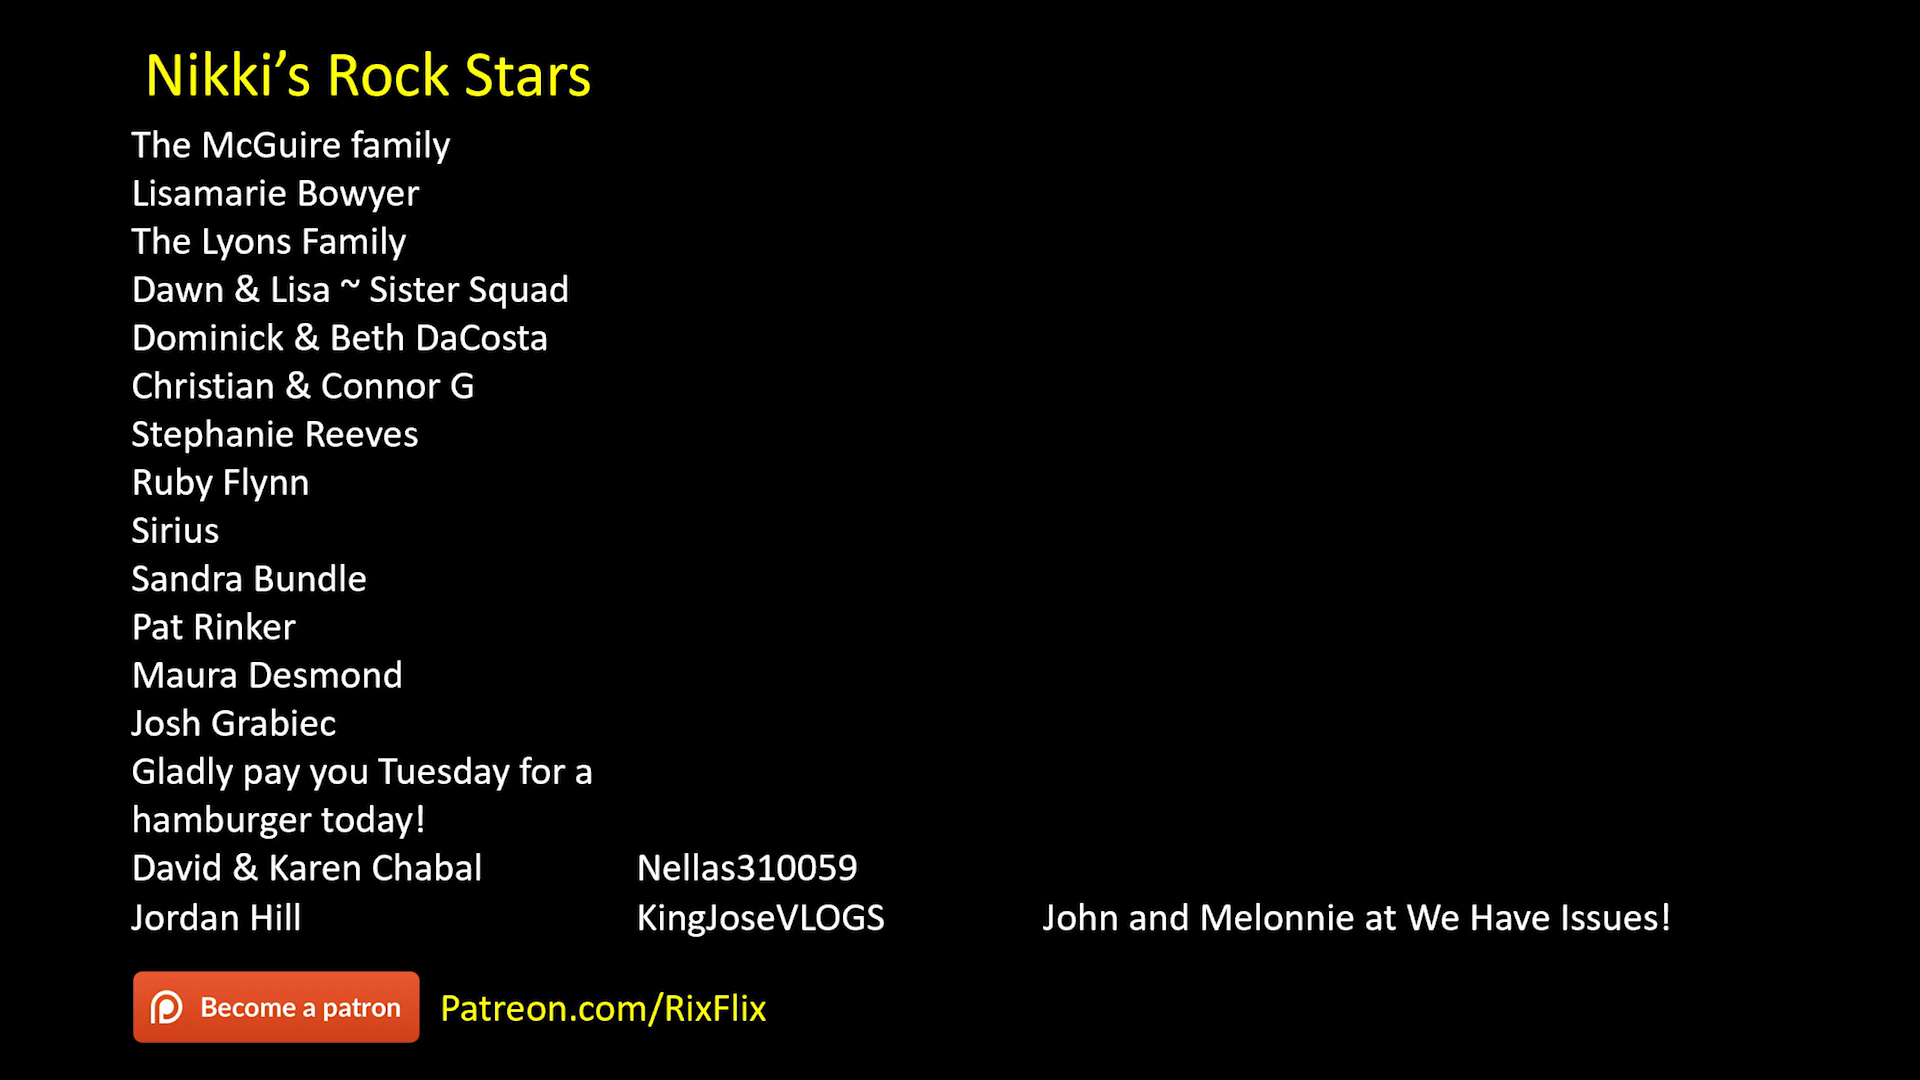 Nikki’s Rock Stars
The McGuire family
Lisamarie Bowyer
The Lyons Family
Dawn & Lisa ~ Sister Squad
Dominick & Beth DaCosta
Christian & Connor G
Stephanie Reeves
Ruby Flynn
Sirius
Sandra Bundle
Pat Rinker
Maura Desmond
Josh Grabiec
Gladly pay you Tuesday for a
hamburger today!
David & Karen Chabal Nellas310059
Jordan Hill KingJoseVLOGS John and Melonnie at We Have Issues!
Become a patron Patreon.com/RixFlix